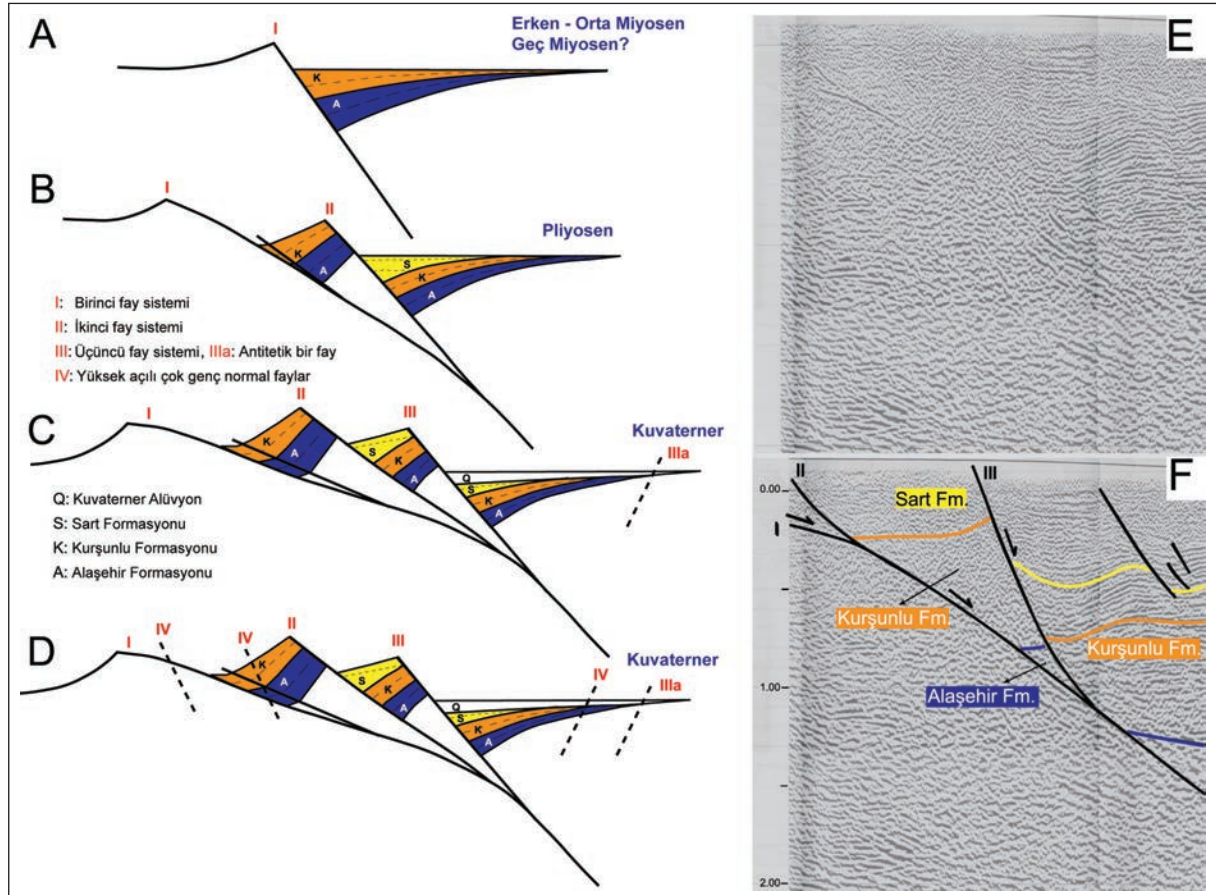 A
I
Erken - Orta Miyosen
Geç Miyosen?
K
A
B
I
II
Pliyosen
K
A
S
K
A
I: Birinci fay sistemi
II: İkinci fay sistemi
III: Üçüncü fay sistemi, IIIa: Antitetik bir fay
IV: Yüksek açılı çok genç normal faylar
C
I
II
III
Kuvaterner
IIIa
K
A
S
K
A
Q
S
K
A
Q: Kuvaterner Alüvyon
S: Sart Formasyonu
K: Kurşunlu Formasyonu
A: Alaşehir Formasyonu
D
I
IV
IV
II
III
Kuvaterner
IV
IIIa
K
A
S
K
A
Q
S
K
A
E
F
II
III
0.00
I
Sart Fm.
Kurşunlu Fm.
Kurşunlu Fm.
Alaşehir Fm.
1.00
2.00